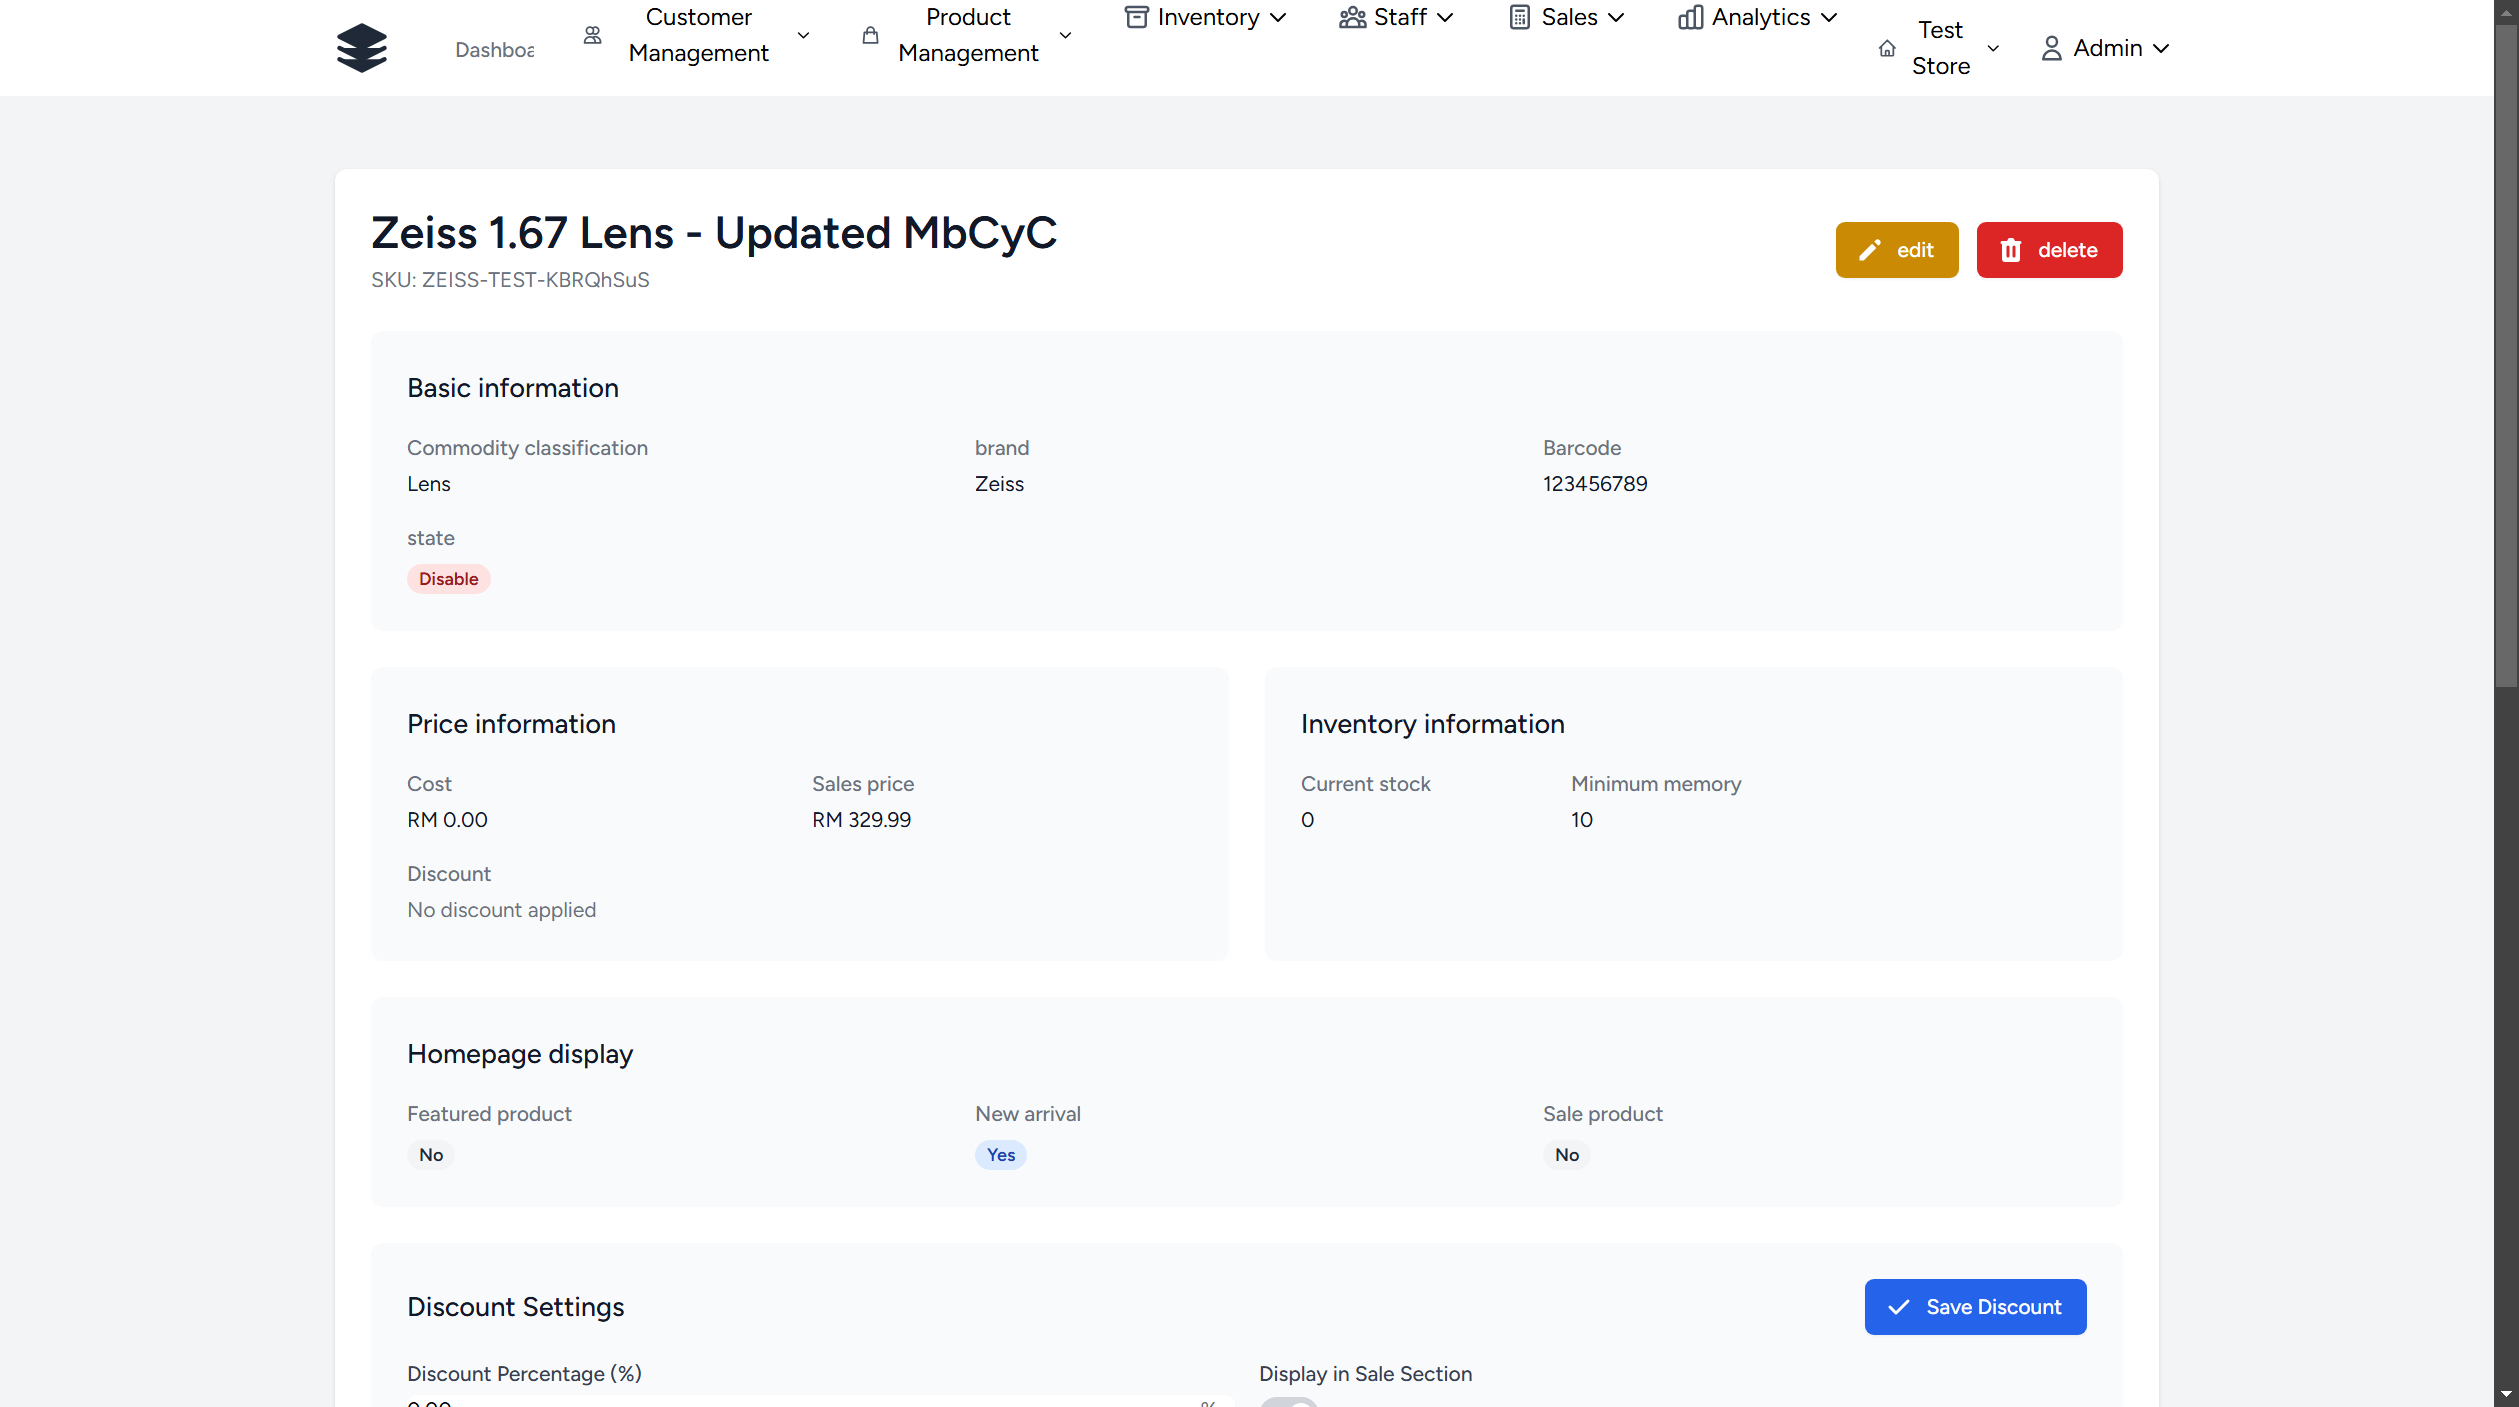 Dashboa
Customer
Management
Product
Management
Inventory
Staff
Sales
Analytics
Test
Store
Admin
Zeiss 1.67 Lens - Updated MbCyC
SKU: ZEISS-TEST-KBRQhSuS
edit
delete
Basic information
Commodity classification
brand
Barcode
Lens
Zeiss
123456789
state
Disable
Price information
Inventory information
Cost
Sales price
Current stock
Minimum memory
RM 0.00
RM 329.99
0
10
Discount
No discount applied
Homepage display
Featured product
New arrival
Sale product
No
Yes
No
Discount Settings
Save Discount
Discount Percentage (%)
Display in Sale Section
0.00
%